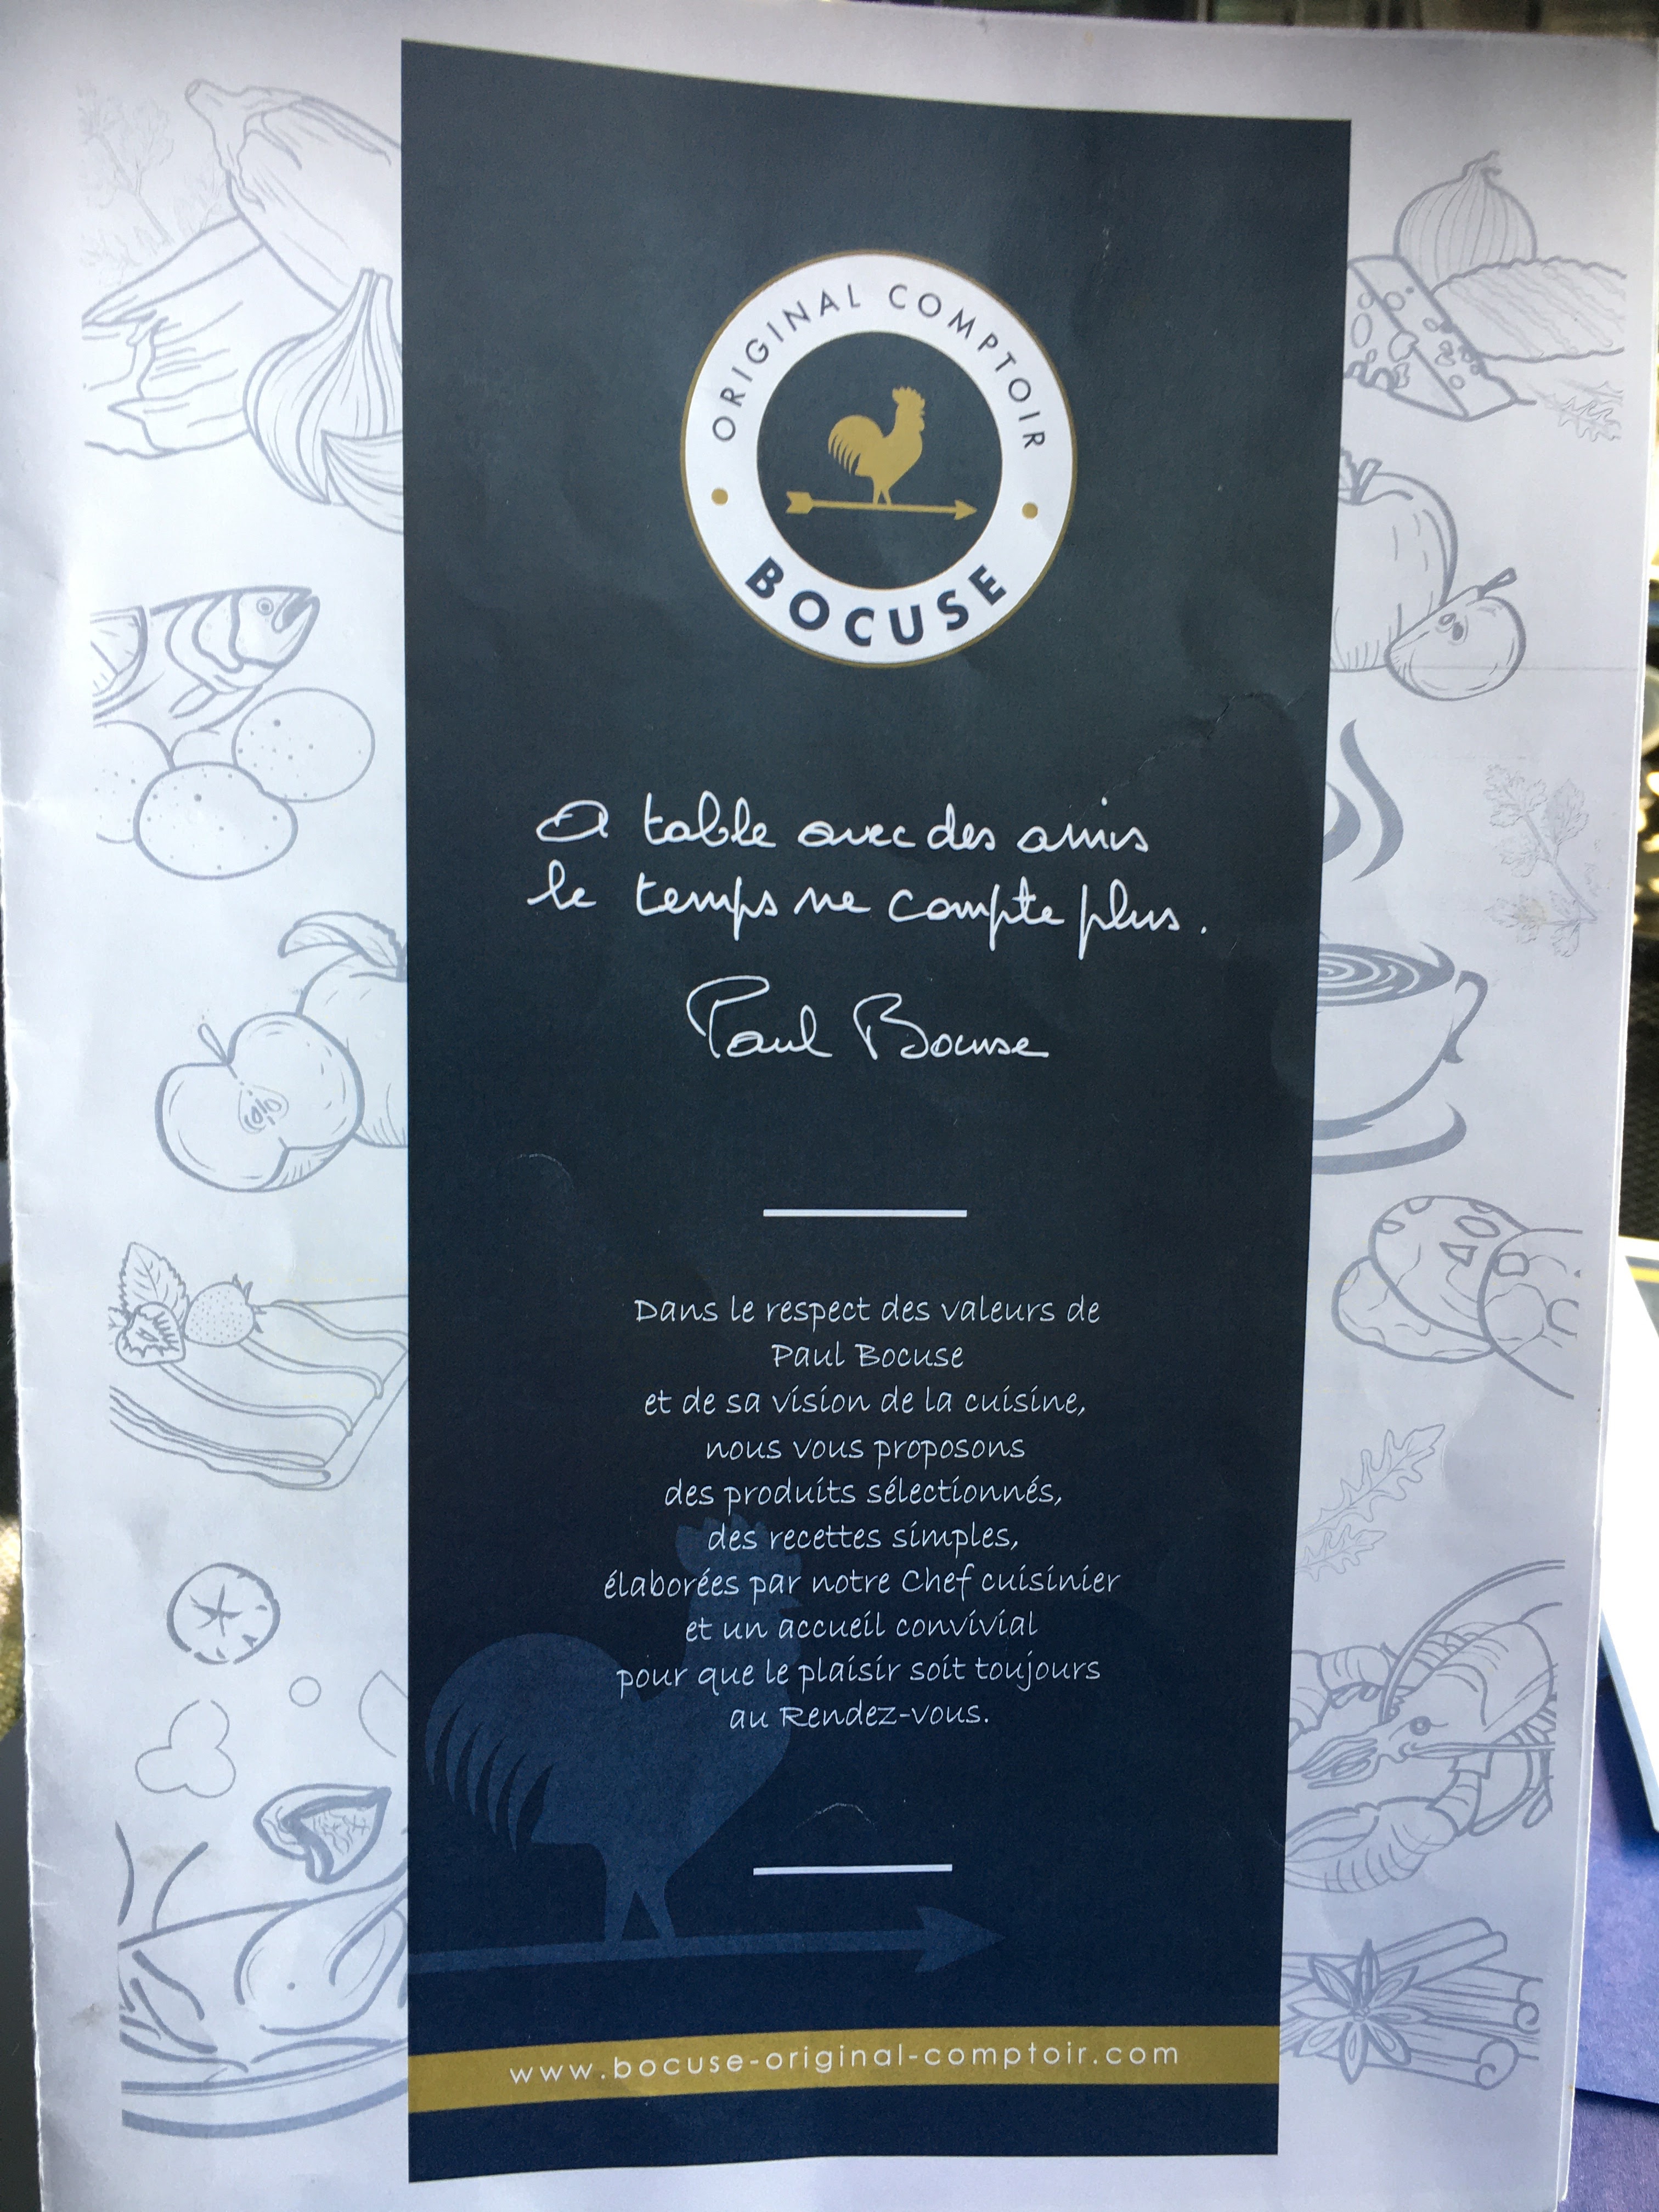 ORIGINAL COMPTOIR
BOCUSE
A table avec des amis
le temps ne compte plus.
Paul Bocuse
Dans le respect des valeurs de
Paul Bocuse
et de sa vision de la cuisine,
nous vous proposons
des produits sélectionnés,
des recettes simples,
élaborées par notre Chef cuisinier
et un accueil convivial
pour que le plaisir soit toujours
au Rendez-vous.
www.bocuse-original-comptoir.com